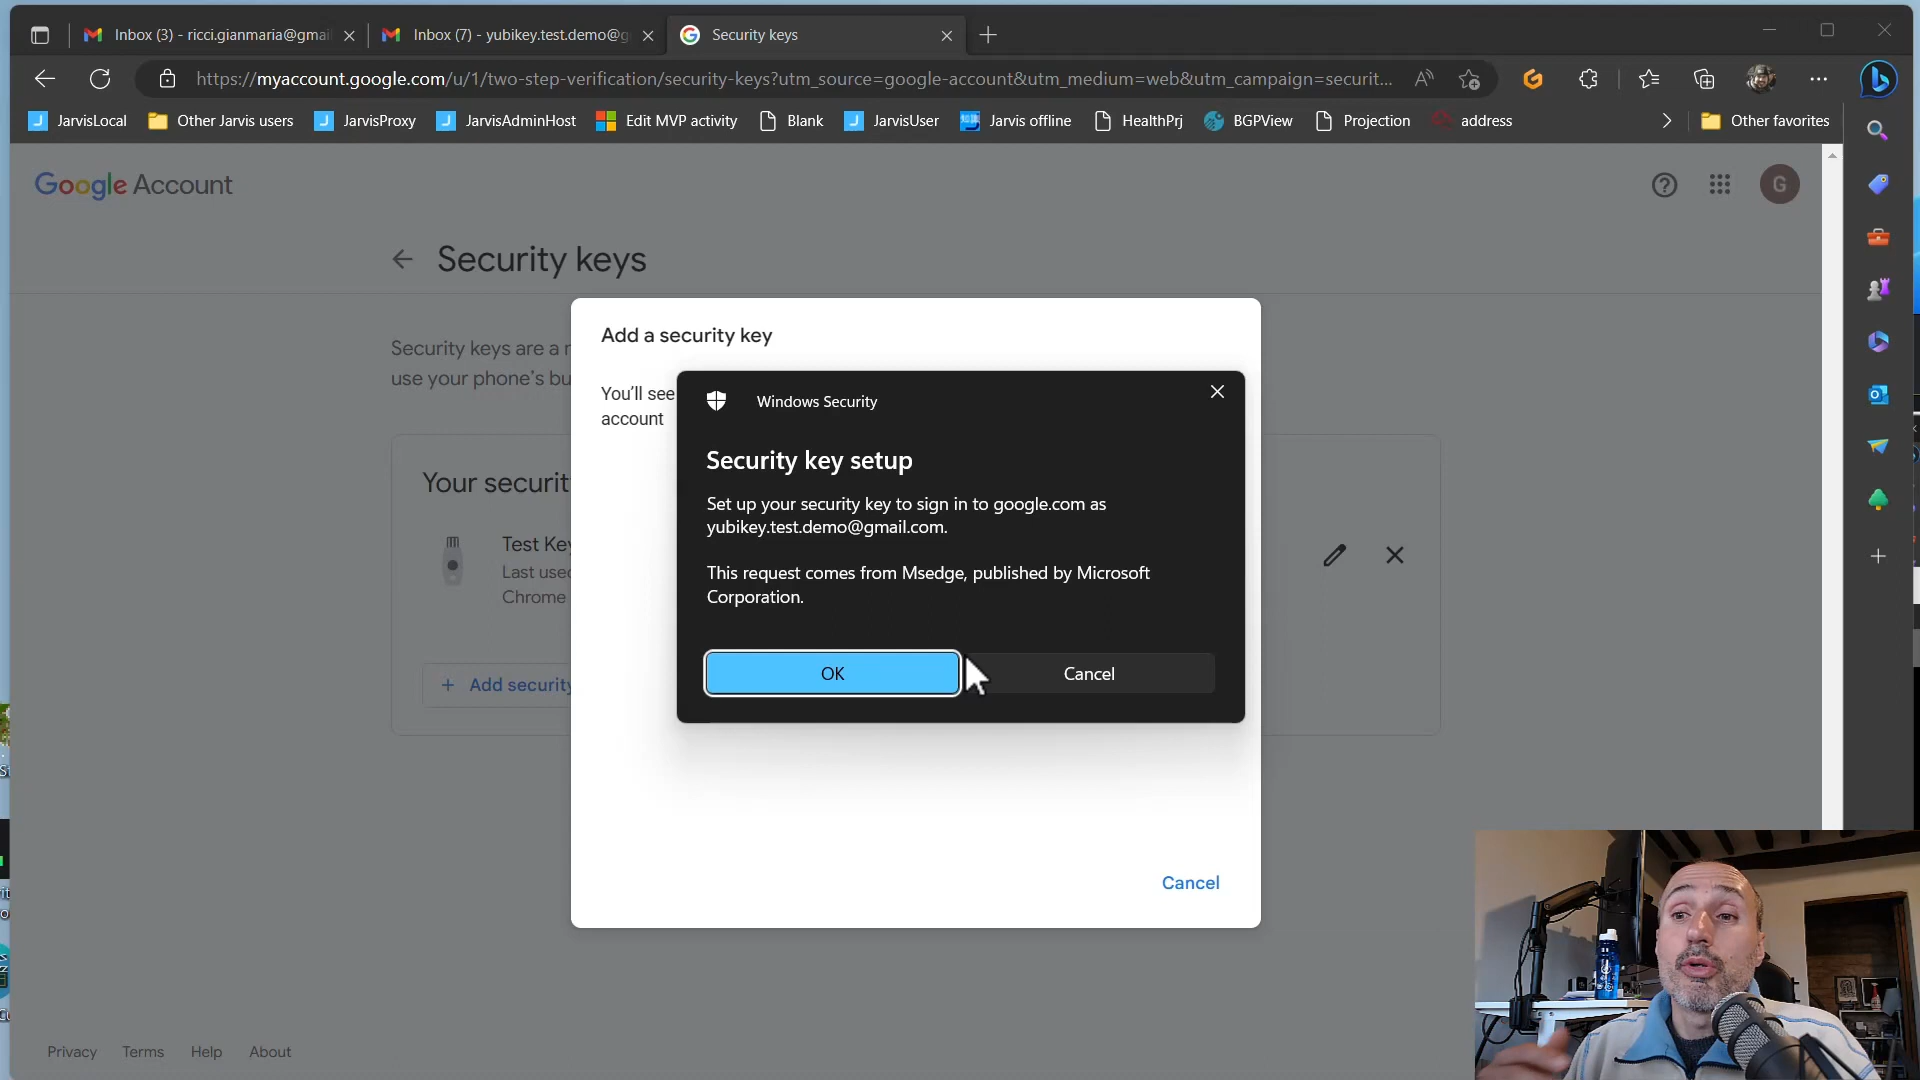 Inbox (3) - ricci.gianmaria@gmai
Inbox (7) - yubikey.test.demo@g
Security keys
https://myaccount.google.com/u/1/two-step-verification/security-keys?utm_source=google-account&utm_medium=web&utm_campaign=securit...
JarvisLocal
Other Jarvis users
JarvisProxy
JarvisAdminHost
Edit MVP activity
Blank
JarvisUser
Jarvis offline
HealthPrj
BGPView
Projection
address
Other favorites
Google Account
G
Security keys
Security keys are a
use your phone's bu
Add a security key
You'll see
account
Windows Security
Security key setup
Set up your security key to sign in to google.com as
yubikey.test.demo@gmail.com.
This request comes from Msedge, published by Microsoft
Corporation.
OK
Cancel
Your securit
Test Key
Last used
Chrome
+ Add security
Cancel
Privacy
Terms
Help
About